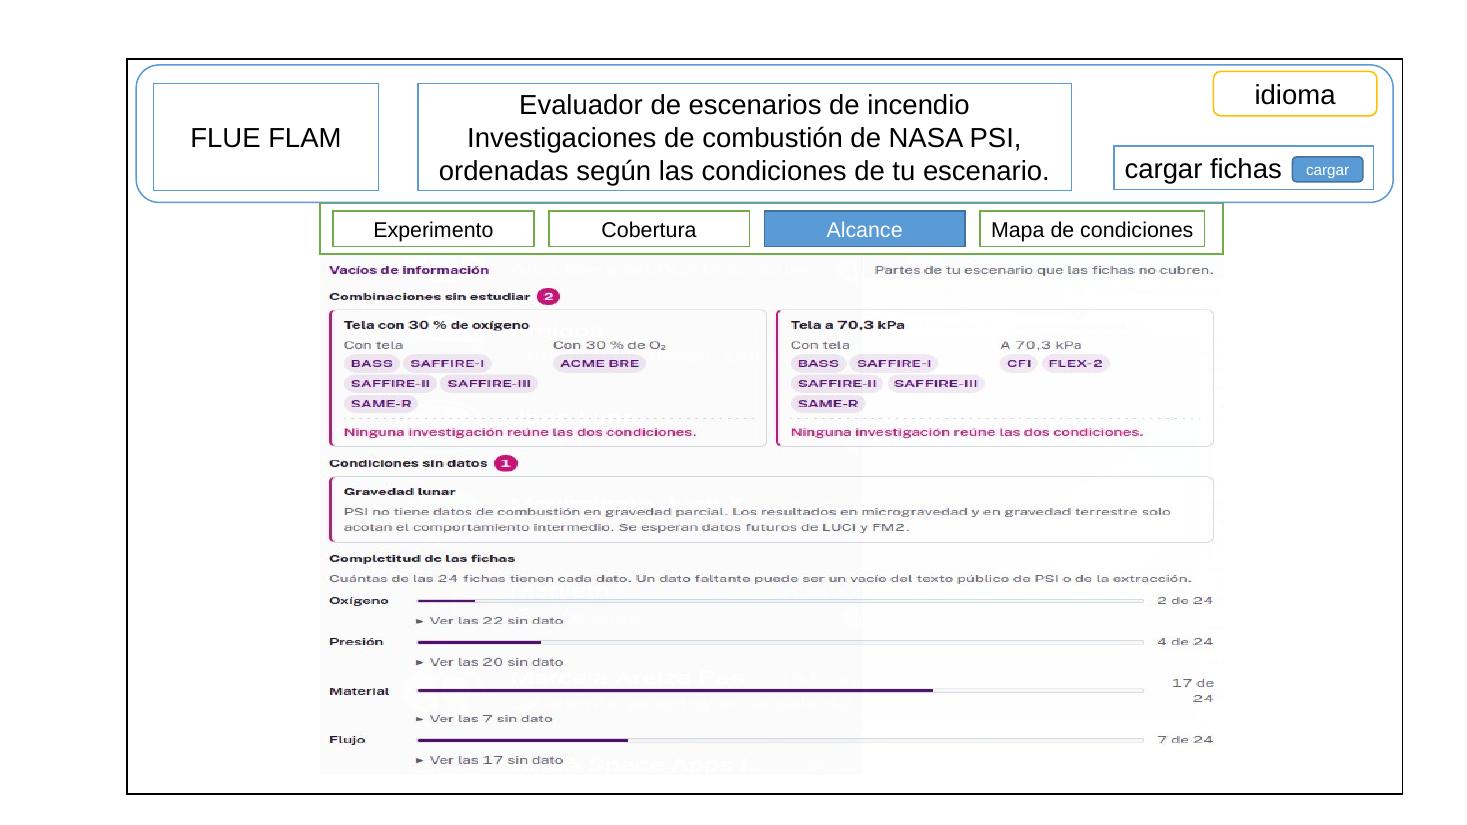 FLUE FLAM
Evaluador de escenarios de incendio
Investigaciones de combustión de NASA PSI,
ordenadas según las condiciones de tu escenario.
idioma
cargar fichas cargar
Experimento Cobertura Alcance Mapa de condiciones
Vacíos de información Partes de tu escenario que las fichas no cubren.
Combinaciones sin estudiar 2
Tela con 30 % de oxígeno
Con tela Con 30 % de O₂
BASS SAFFIRE-I ACME BRE
SAFFIRE-II SAFFIRE-III
SAME-R
Ninguna investigación reúne las dos condiciones.
Tela a 70,3 kPa
Con tela A 70,3 kPa
BASS SAFFIRE-I CFI FLEX-2
SAFFIRE-II SAFFIRE-III
SAME-R
Ninguna investigación reúne las dos condiciones.
Condiciones sin datos 1
Gravedad lunar
PSI no tiene datos de combustión en gravedad parcial. Los resultados en microgravedad y en gravedad terrestre solo
acotan el comportamiento intermedio. Se esperan datos futuros de LUCI y FM2.
Completitud de las fichas
Cuántas de las 24 fichas tienen cada dato. Un dato faltante puede ser un vacío del texto público de PSI o de la extracción.
Oxígeno 2 de 24
► Ver las 22 sin dato
Presión 4 de 24
► Ver las 20 sin dato
Material 17 de
24
► Ver las 7 sin dato
Flujo 7 de 24
► Ver las 17 sin dato